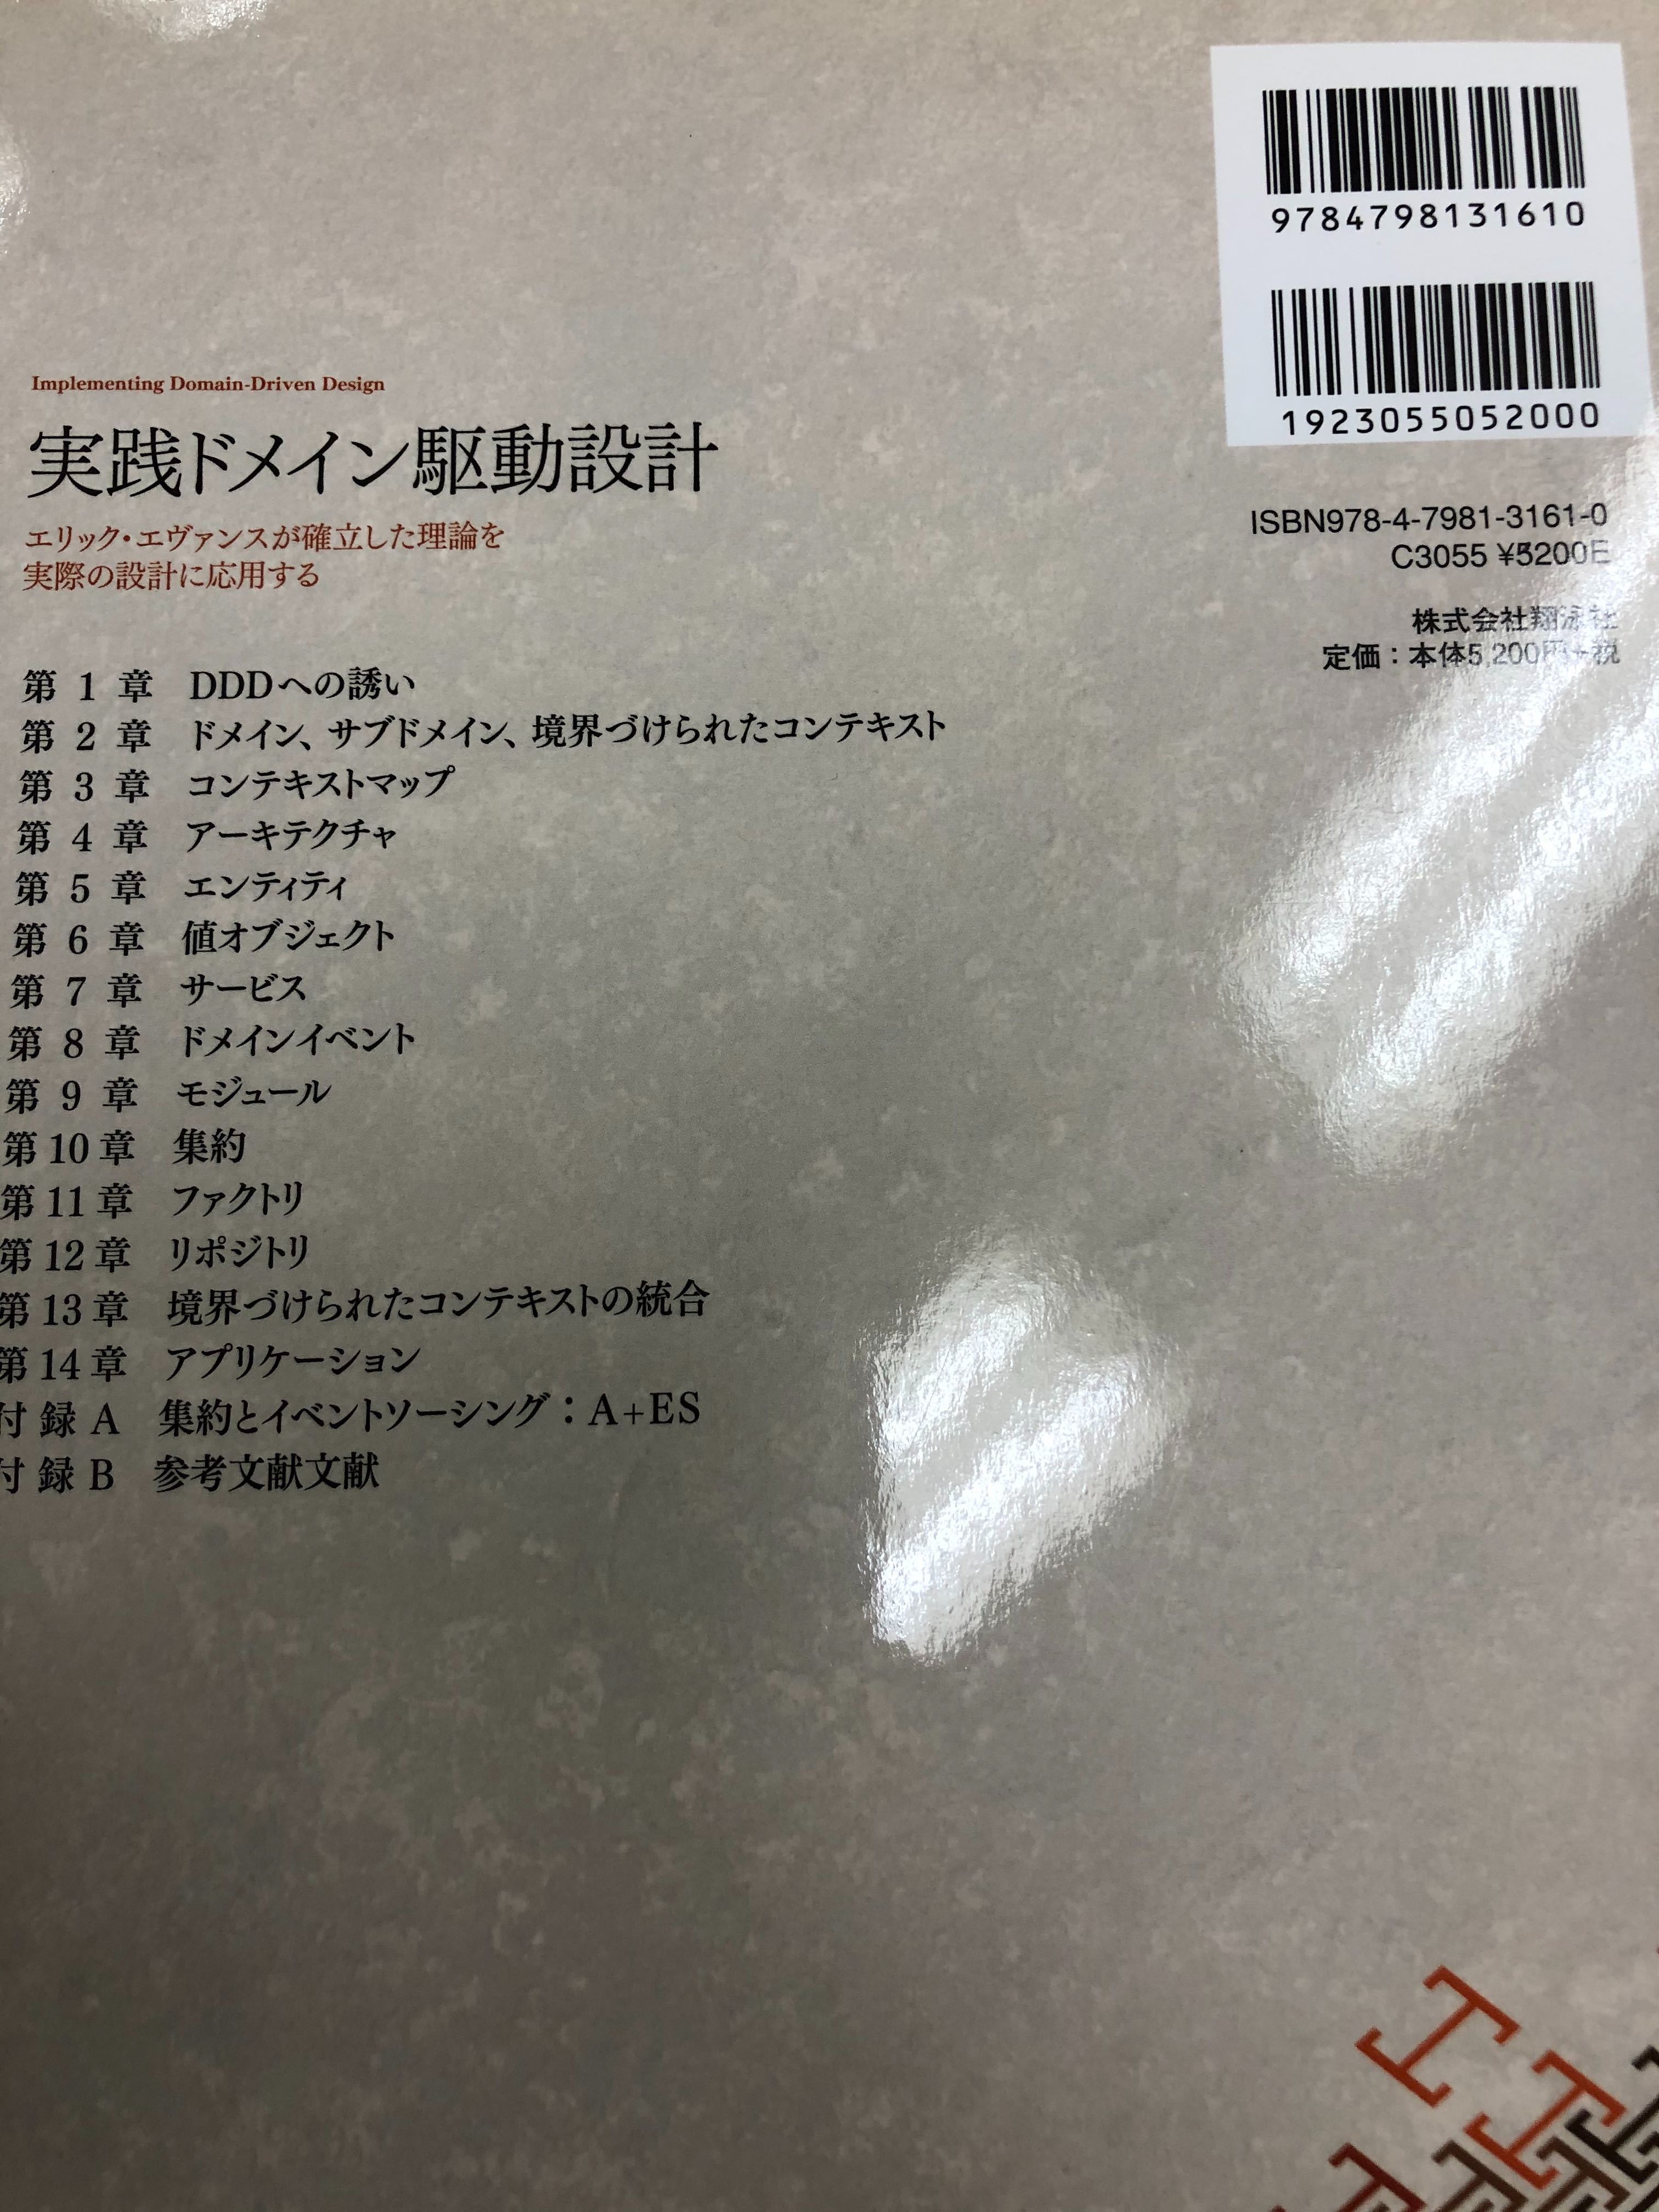 9784798131610
1923055052000
ISBN978-4-7981-3161-0
C3055 ¥5200E
株式会社翔泳社
定価：本体5,200円+税
Implementing Domain-Driven Design
実践ドメイン駆動設計
エリック・エヴァンスが確立した理論を
実際の設計に応用する
第 1 章 DDDへの誘い
第 2 章 ドメイン、サブドメイン、境界づけられたコンテキスト
第 3 章 コンテキストマップ
第 4 章 アーキテクチャ
第 5 章 エンティティ
第 6 章 値オブジェクト
第 7 章 サービス
第 8 章 ドメインイベント
第 9 章 モジュール
第10章 集約
第11章 ファクトリ
第12章 リポジトリ
第13章 境界づけられたコンテキストの統合
第14章 アプリケーション
付録A 集約とイベントソーシング：A+ES
付録B 参考文献文献